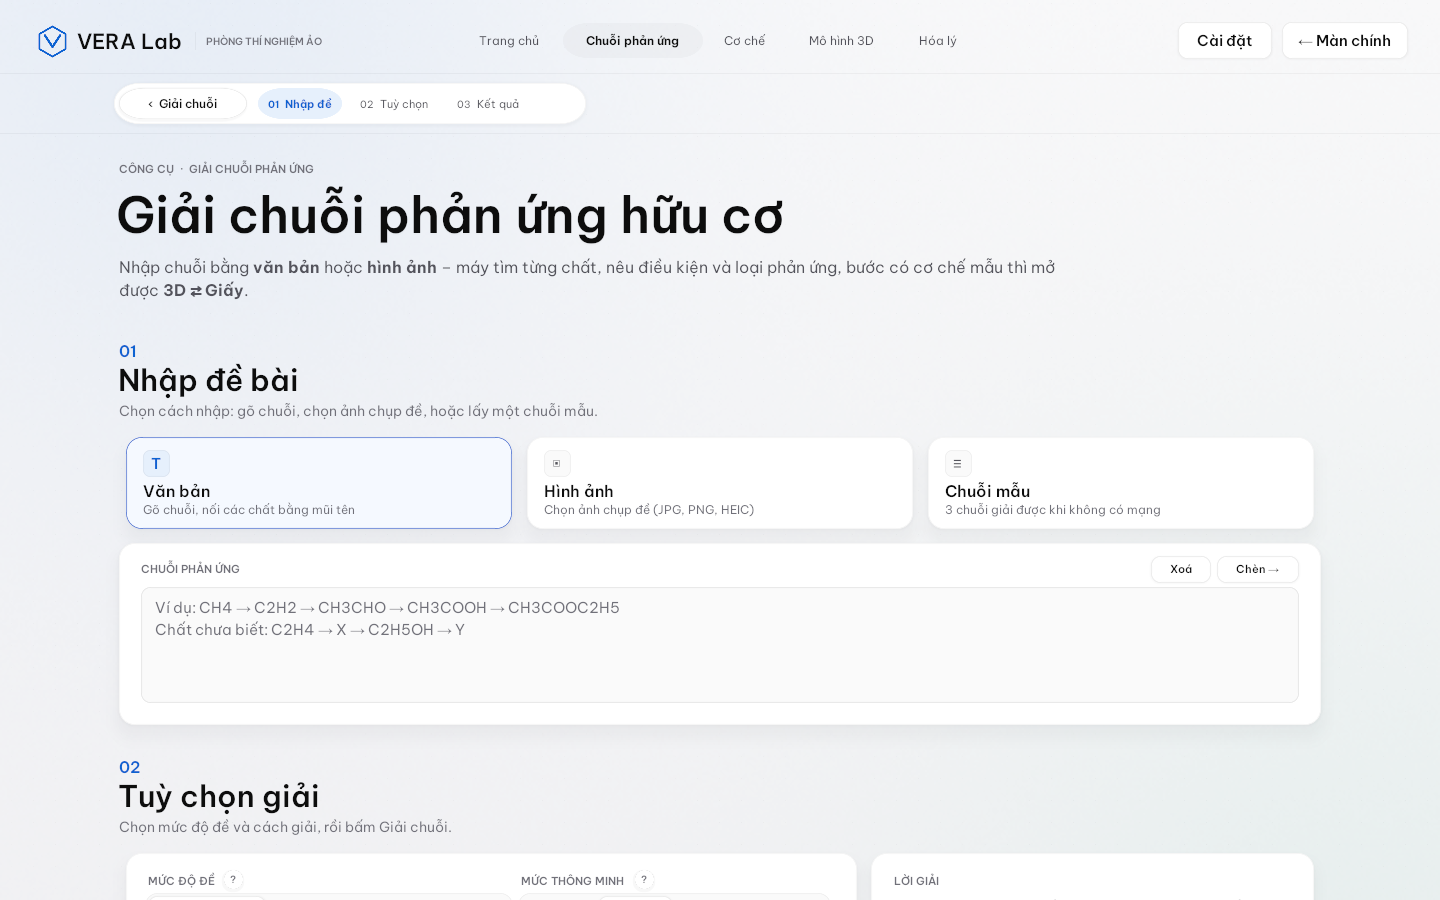 VERA Lab
PHÒNG THÍ NGHIỆM ẢO
Trang chủ
Chuỗi phản ứng
Cơ chế
Mô hình 3D
Hóa lý
Cài đặt
← Màn chính
‹ Giải chuỗi
01 Nhập đề
02 Tuỳ chọn
03 Kết quả
CÔNG CỤ · GIẢI CHUỖI PHẢN ỨNG
Giải chuỗi phản ứng hữu cơ
Nhập chuỗi bằng văn bản hoặc hình ảnh – máy tìm từng chất, nêu điều kiện và loại phản ứng, bước có cơ chế mẫu thì mở
được 3D ⇄ Giấy.
01
Nhập đề bài
Chọn cách nhập: gõ chuỗi, chọn ảnh chụp đề, hoặc lấy một chuỗi mẫu.
T
Văn bản
Gõ chuỗi, nối các chất bằng mũi tên
Hình ảnh
Chọn ảnh chụp đề (JPG, PNG, HEIC)
Chuỗi mẫu
3 chuỗi giải được khi không có mạng
CHUỖI PHẢN ỨNG
Xoá
Chèn →
Ví dụ: CH4 → C2H2 → CH3CHO → CH3COOH → CH3COOC2H5
Chất chưa biết: C2H4 → X → C2H5OH → Y
02
Tuỳ chọn giải
Chọn mức độ đề và cách giải, rồi bấm Giải chuỗi.
MỨC ĐỘ ĐỀ ?
MỨC THÔNG MINH ?
LỜI GIẢI